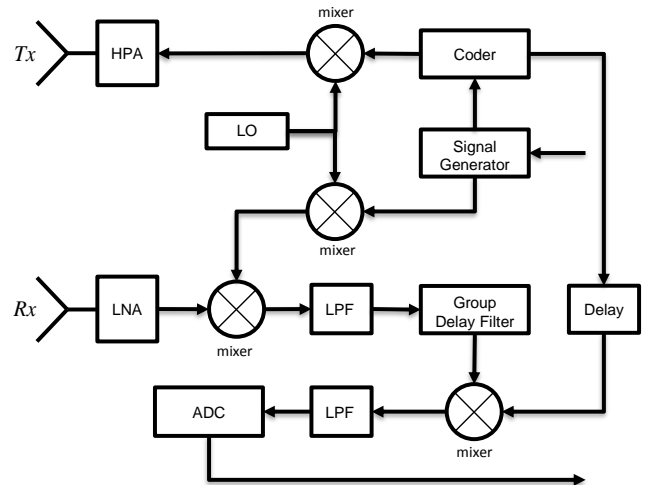 mixer
Tx
HPA
Coder
LO
Signal
Generator
mixer
Rx
LNA
mixer
LPF
Group
Delay Filter
Delay
ADC
LPF
mixer